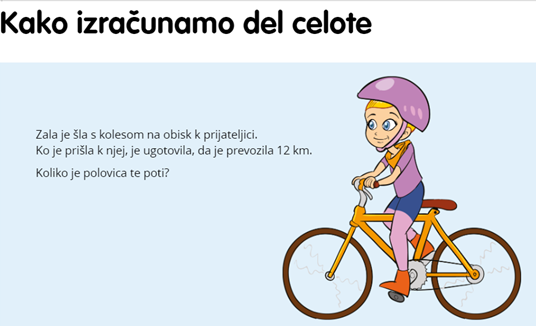 Kako izračunamo del celote
Zala je šla s kolesom na obisk k prijateljici.
Ko je prišla k njej, je ugotovila, da je prevozila 12 km.
Koliko je polovica te poti?